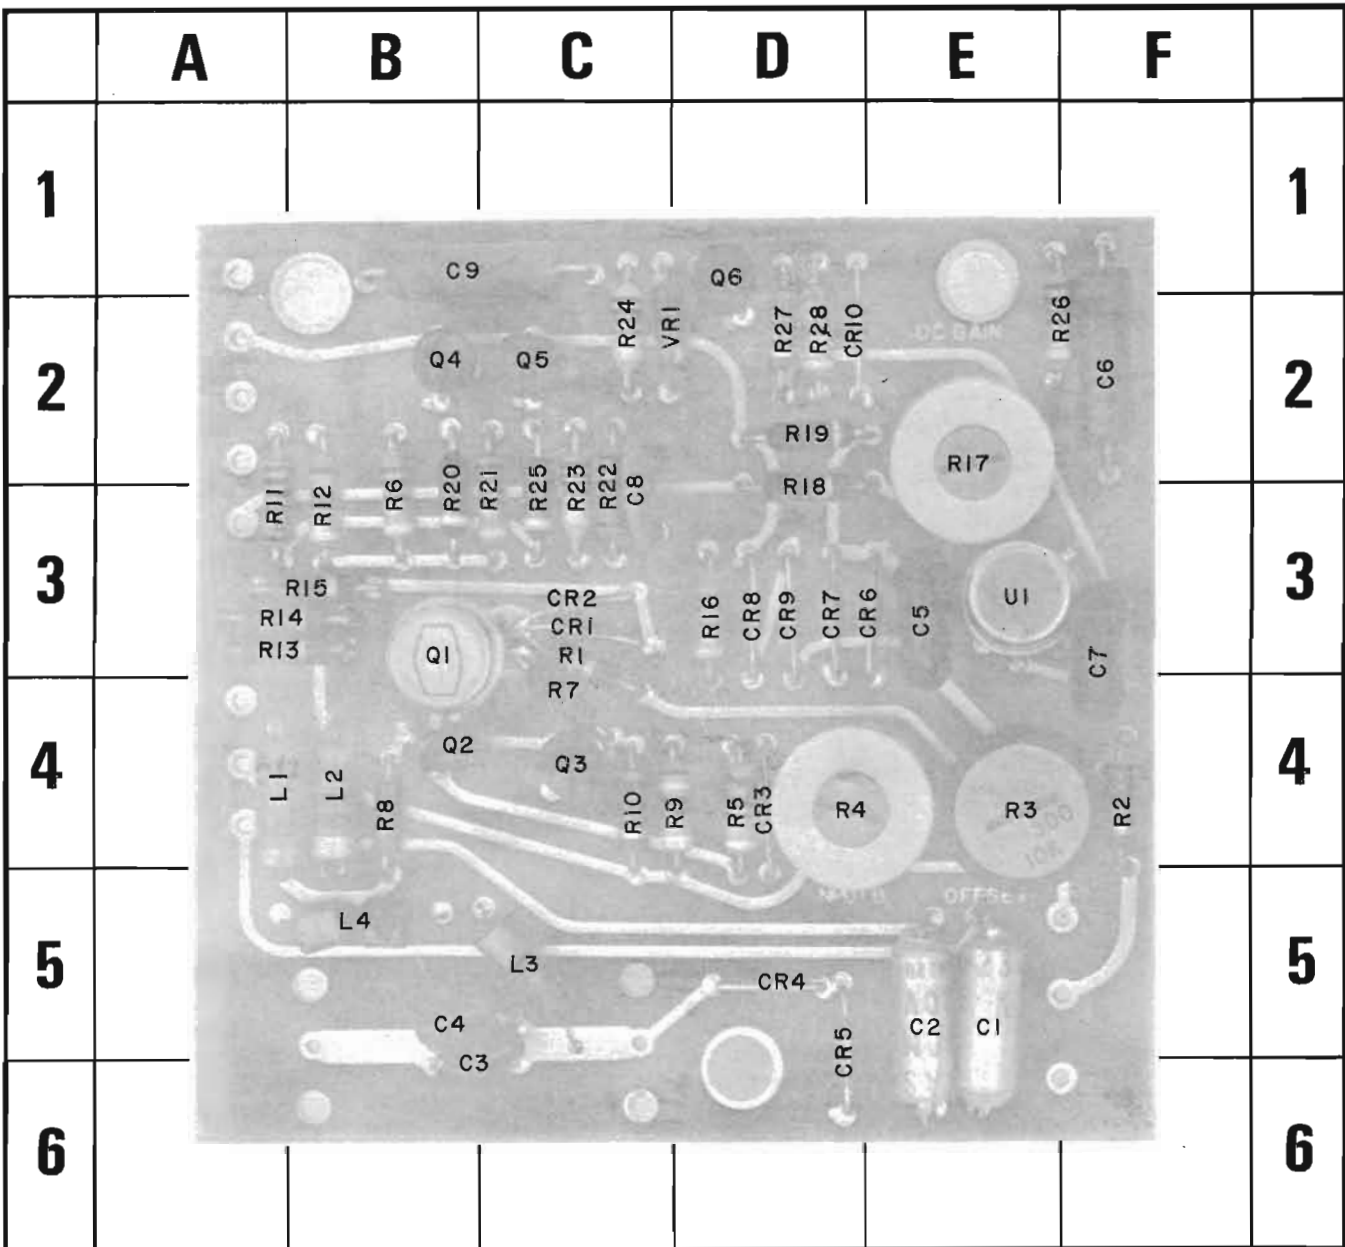 A B C D E F
1 1
C9 Q6
R24 VR1 R27 R28 CR10 DC GAIN R26
2 Q4 Q5 C6 2
R19
R17
R11 R12 R6 R20 R21 R25 R23 R22 C8 R18
3 3
R15 CR2 U1
R14 CR1 R16 CR8 CR9 CR7 CR6 C5
R13 Q1 R1 C7
R7
4 Q2 Q3 4
L1 L2 R8 R10 R9 R5 CR3 R4 R3 R2
300
10K
OFFSET
L4
5 L3 CR4 5
C4 C2 C1
C3 CR5
6 6